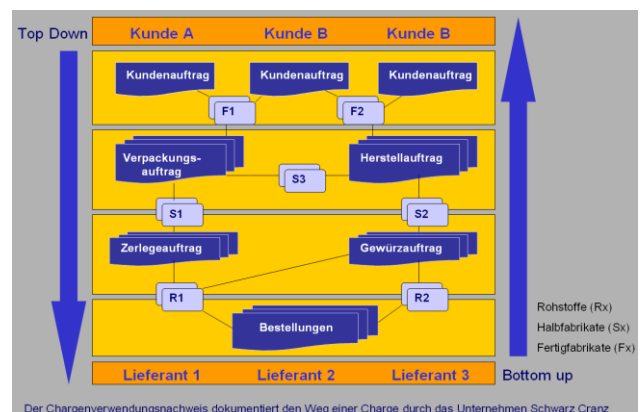 Top Down
Kunde A Kunde B Kunde B
Kundenauftrag Kundenauftrag Kundenauftrag
F1 F2
Verpackungs-
auftrag
Herstellauftrag
S3
S1 S2
Zerlegeauftrag Gewürzauftrag
R1 R2
Bestellungen
Rohstoffe (Rx)
Halbfabrikate (Sx)
Fertigfabrikate (Fx)
Lieferant 1 Lieferant 2 Lieferant 3
Bottom up
Der Chargenverwendungsnachweis dokumentiert den Weg einer Charge durch das Unternehmen Schwarz Cranz